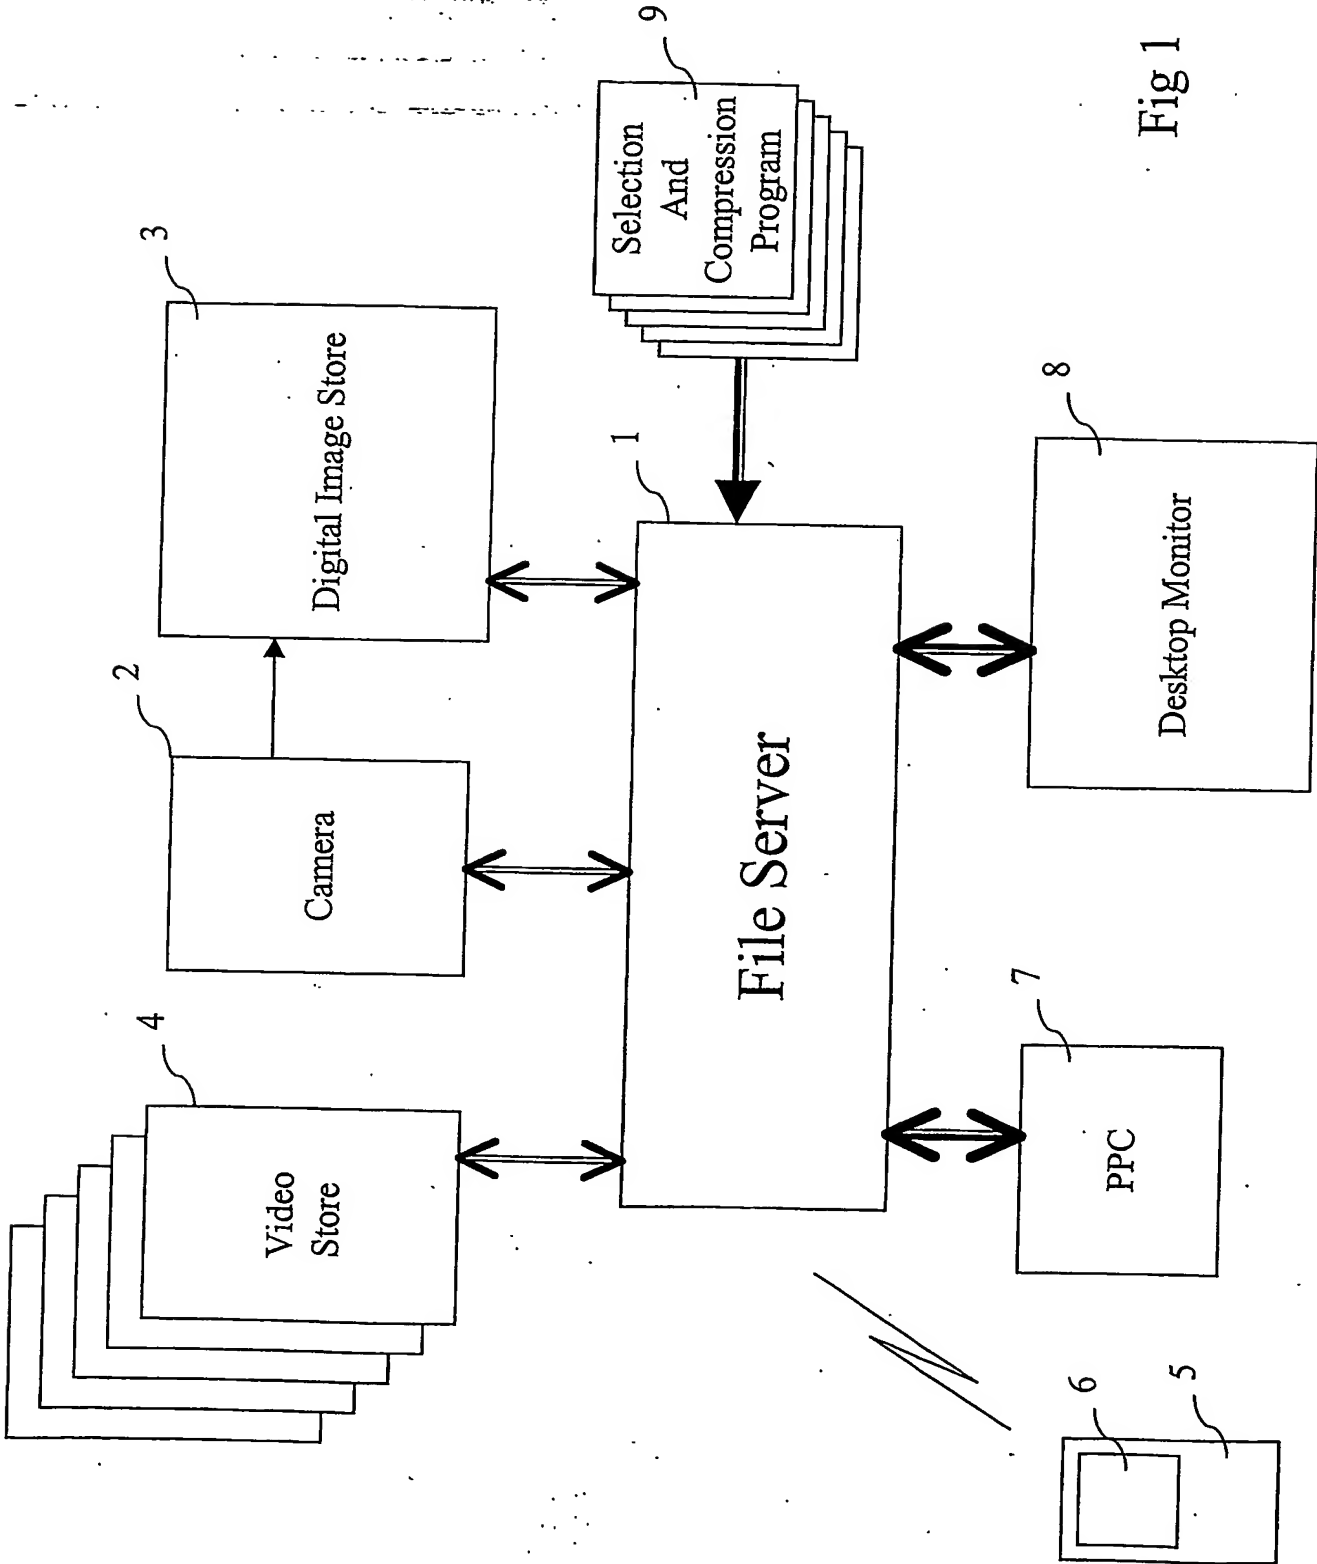 4
Video
Store
2
Camera
3
Digital Image Store
1
File Server
9
Selection
And
Compression
Program
6
5
7
PPC
8
Desktop Monitor
Fig 1